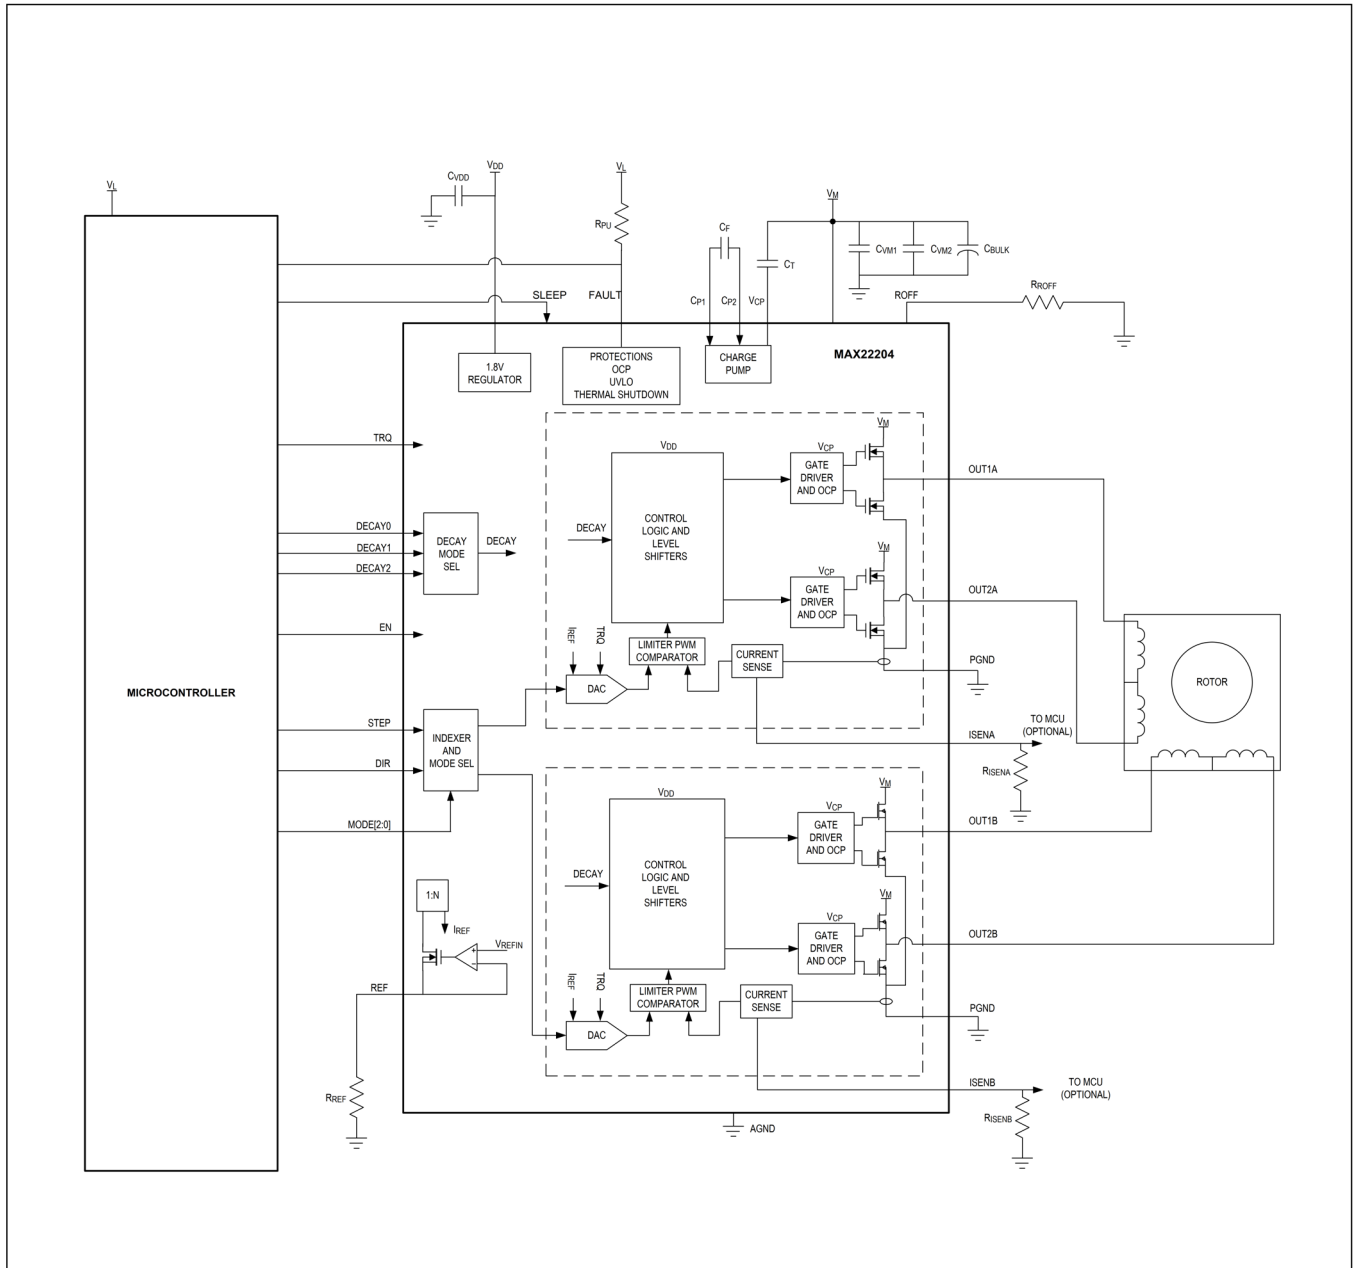 VL
CVDD
VDD
VL
RPU
CF
CT
VM
CVM1
CVM2
CBULK
CP1
CP2
VCP
SLEEP
FAULT
ROFF
RROFF
MAX22204
1.8V
REGULATOR
PROTECTIONS
OCP
UVLO
THERMAL SHUTDOWN
CHARGE
PUMP
MICROCONTROLLER
TRQ
DECAY0
DECAY1
DECAY2
DECAY
MODE
SEL
DECAY
EN
STEP
DIR
MODE[2:0]
INDEXER
AND
MODE SEL
1:N
IREF
VREFIN
+
−
REF
RREF
VDD
CONTROL
LOGIC AND
LEVEL
SHIFTERS
DECAY
VCP
GATE
DRIVER
AND OCP
VM
OUT1A
VCP
GATE
DRIVER
AND OCP
VM
OUT2A
IREF
TRQ
DAC
LIMITER PWM
COMPARATOR
CURRENT
SENSE
PGND
ISENA
TO MCU
(OPTIONAL)
RISENA
ROTOR
VDD
CONTROL
LOGIC AND
LEVEL
SHIFTERS
DECAY
VCP
GATE
DRIVER
AND OCP
VM
OUT1B
VCP
GATE
DRIVER
AND OCP
VM
OUT2B
IREF
TRQ
DAC
LIMITER PWM
COMPARATOR
CURRENT
SENSE
PGND
ISENB
TO MCU
(OPTIONAL)
RISENB
AGND